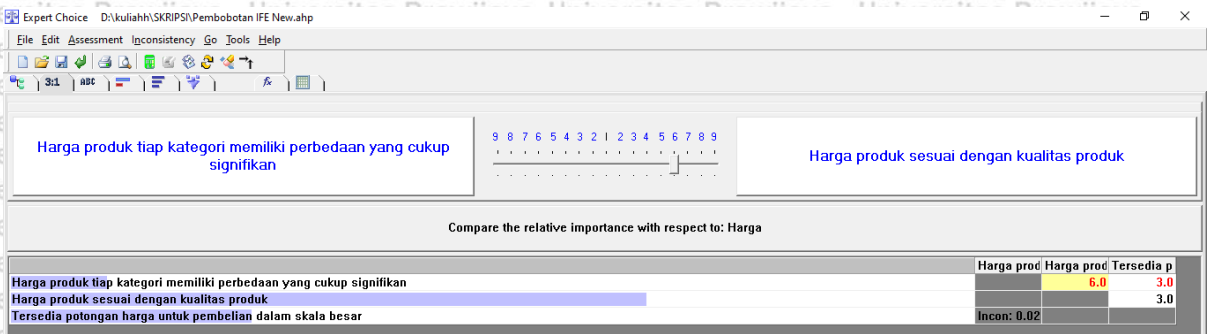 Expert Choice D:\kuliahh\SKRIPSI\Pembobotan IFE New.ahp
File Edit Assessment Inconsistency Go Tools Help
3:1 ABC fx
9 8 7 6 5 4 3 2 1 2 3 4 5 6 7 8 9
Harga produk tiap kategori memiliki perbedaan yang cukup
signifikan
Harga produk sesuai dengan kualitas produk
Compare the relative importance with respect to: Harga
Harga prod Harga prod Tersedia p
Harga produk tiap kategori memiliki perbedaan yang cukup signifikan 6.0 3.0
Harga produk sesuai dengan kualitas produk 3.0
Tersedia potongan harga untuk pembelian dalam skala besar Incon: 0.02